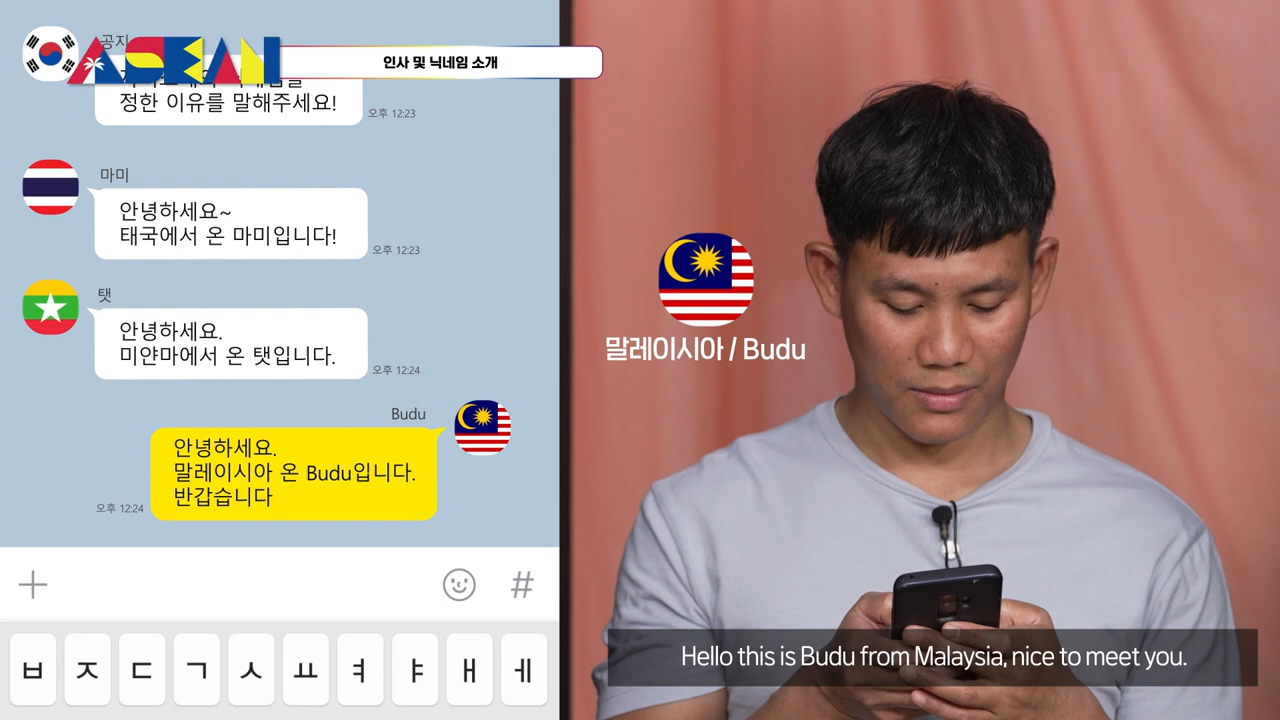 공지
ASEAN
인사 및 닉네임 소개
정한 이유를 말해주세요!
오후 12:23
마미
안녕하세요~
태국에서 온 마미입니다!
오후 12:23
탯
안녕하세요.
미얀마에서 온 탯입니다.
오후 12:24
Budu
안녕하세요.
말레이시아 온 Budu입니다.
반갑습니다
오후 12:24
#
ㅂ ㅈ ㄷ ㄱ ㅅ ㅛ ㅕ ㅑ ㅐ ㅔ
말레이시아 / Budu
Hello this is Budu from Malaysia, nice to meet you.